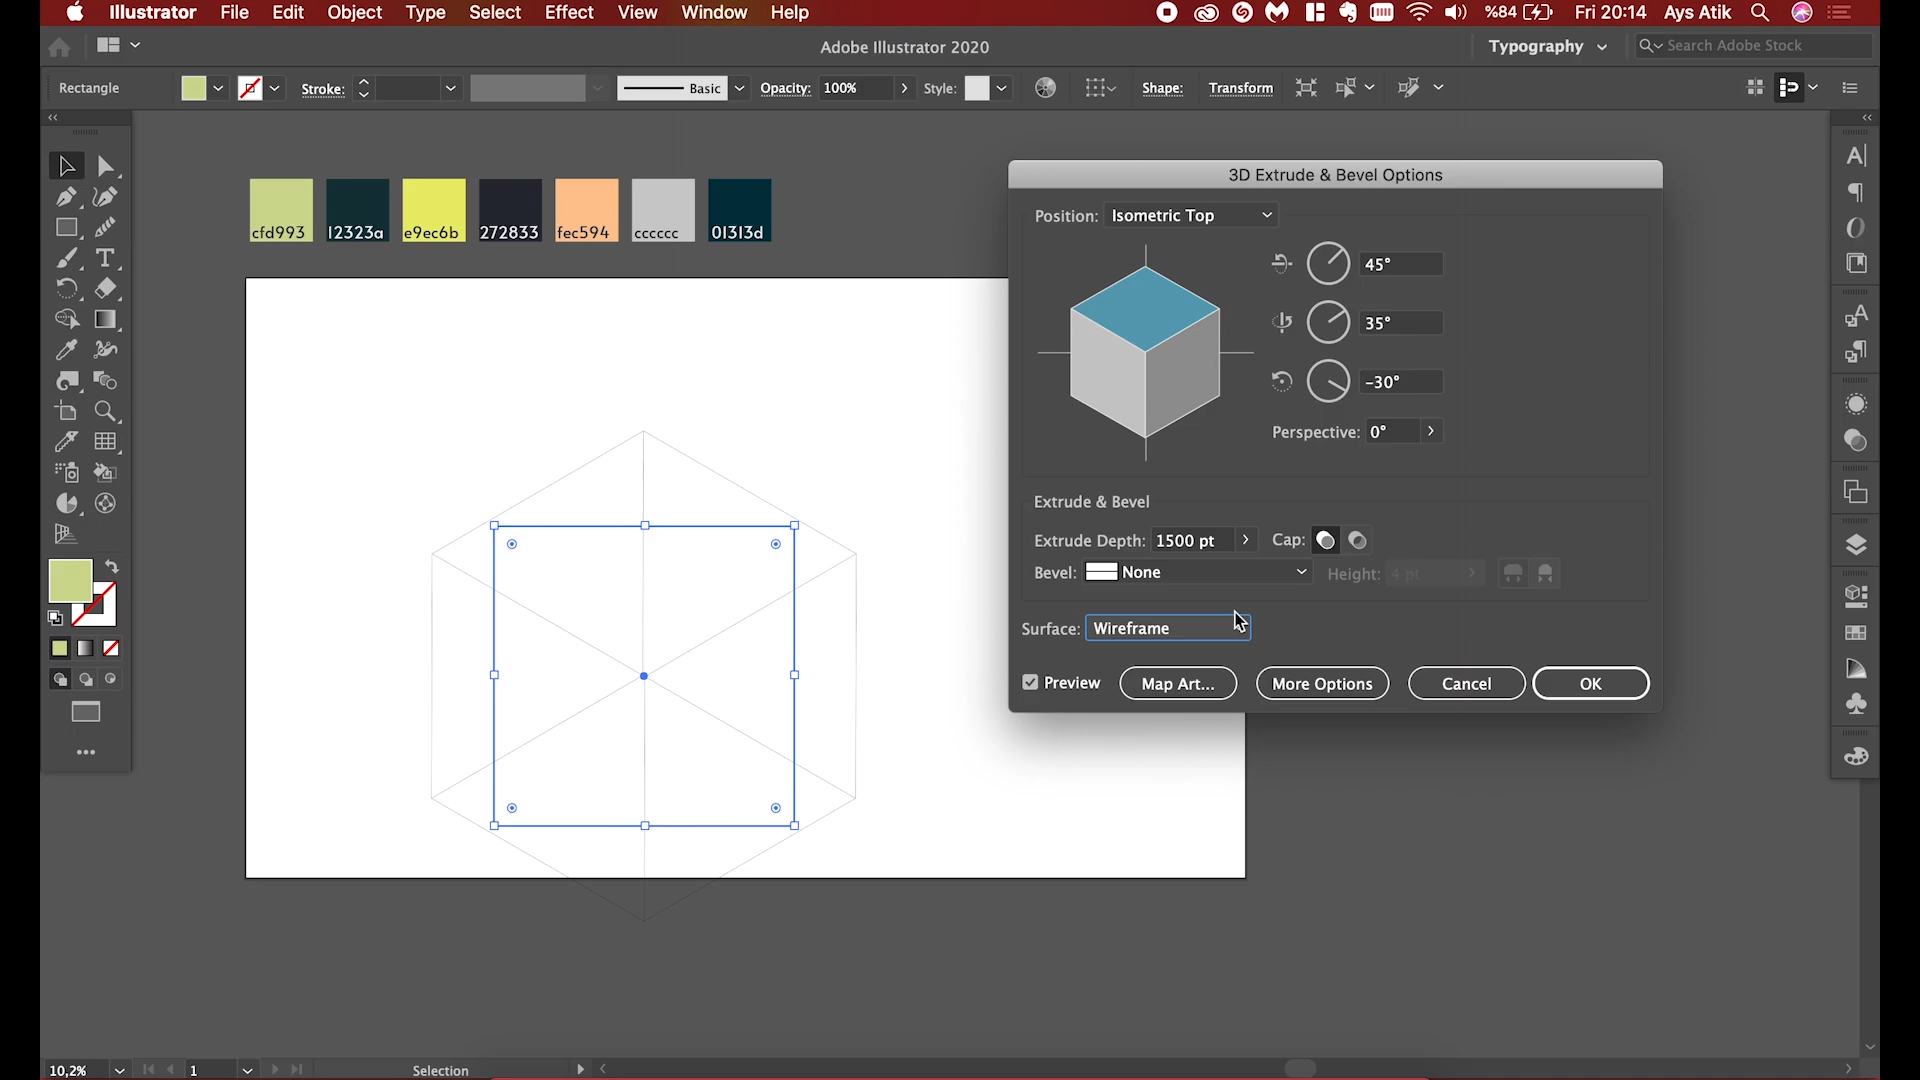 Illustrator File Edit Object Type Select Effect View Window Help %84 Fri 20:14 Ays Atik
Adobe Illustrator 2020 Typography Search Adobe Stock
Rectangle Stroke: Basic Opacity: 100% Style: Shape: Transform
cfd993 12323a e9ec6b 272833 fec594 cccccc 01313d
3D Extrude & Bevel Options
Position: Isometric Top
45°
35°
-30°
Perspective: 0°
Extrude & Bevel
Extrude Depth: 1500 pt Cap:
Bevel: None Height: 4 pt
Surface: Wireframe
Preview Map Art... More Options Cancel OK
10,2% 1 Selection